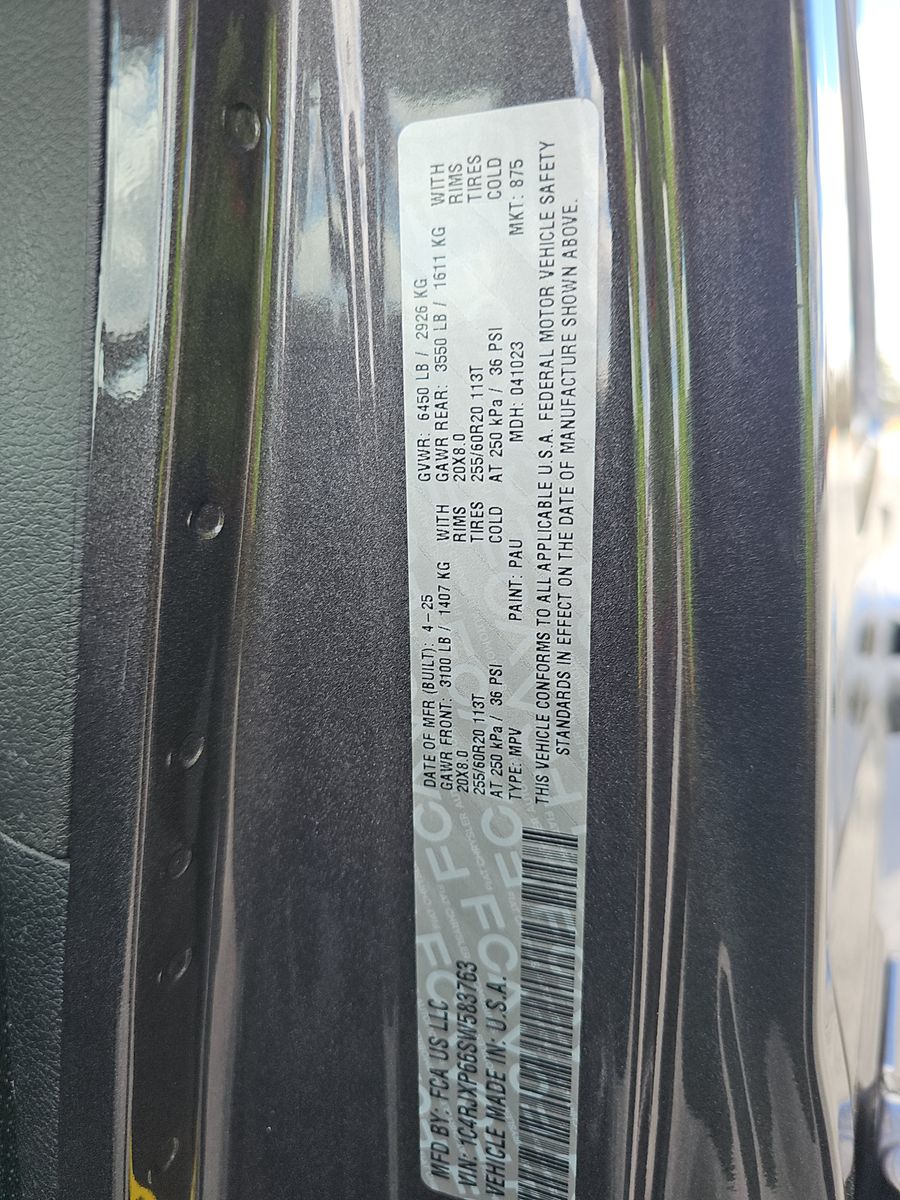 MFD BY: FCA US LLC
DATE OF MFR (BUILT): 4-25
GVWR: 6450 LB / 2926 KG
VIN: 1C4RJXP66SW583763
GAWR FRONT: 3100 LB / 1407 KG WITH
GAWR REAR: 3550 LB / 1611 KG WITH
VEHICLE MADE IN: U.S.A.
20X8.0 RIMS
20X8.0 RIMS
255/60R20 113T TIRES
255/60R20 113T TIRES
AT 250 kPa / 36 PSI COLD
AT 250 kPa / 36 PSI COLD
TYPE: MPV PAINT: PAU MDH: 041023 MKT: 875
THIS VEHICLE CONFORMS TO ALL APPLICABLE U.S.A. FEDERAL MOTOR VEHICLE SAFETY
STANDARDS IN EFFECT ON THE DATE OF MANUFACTURE SHOWN ABOVE.